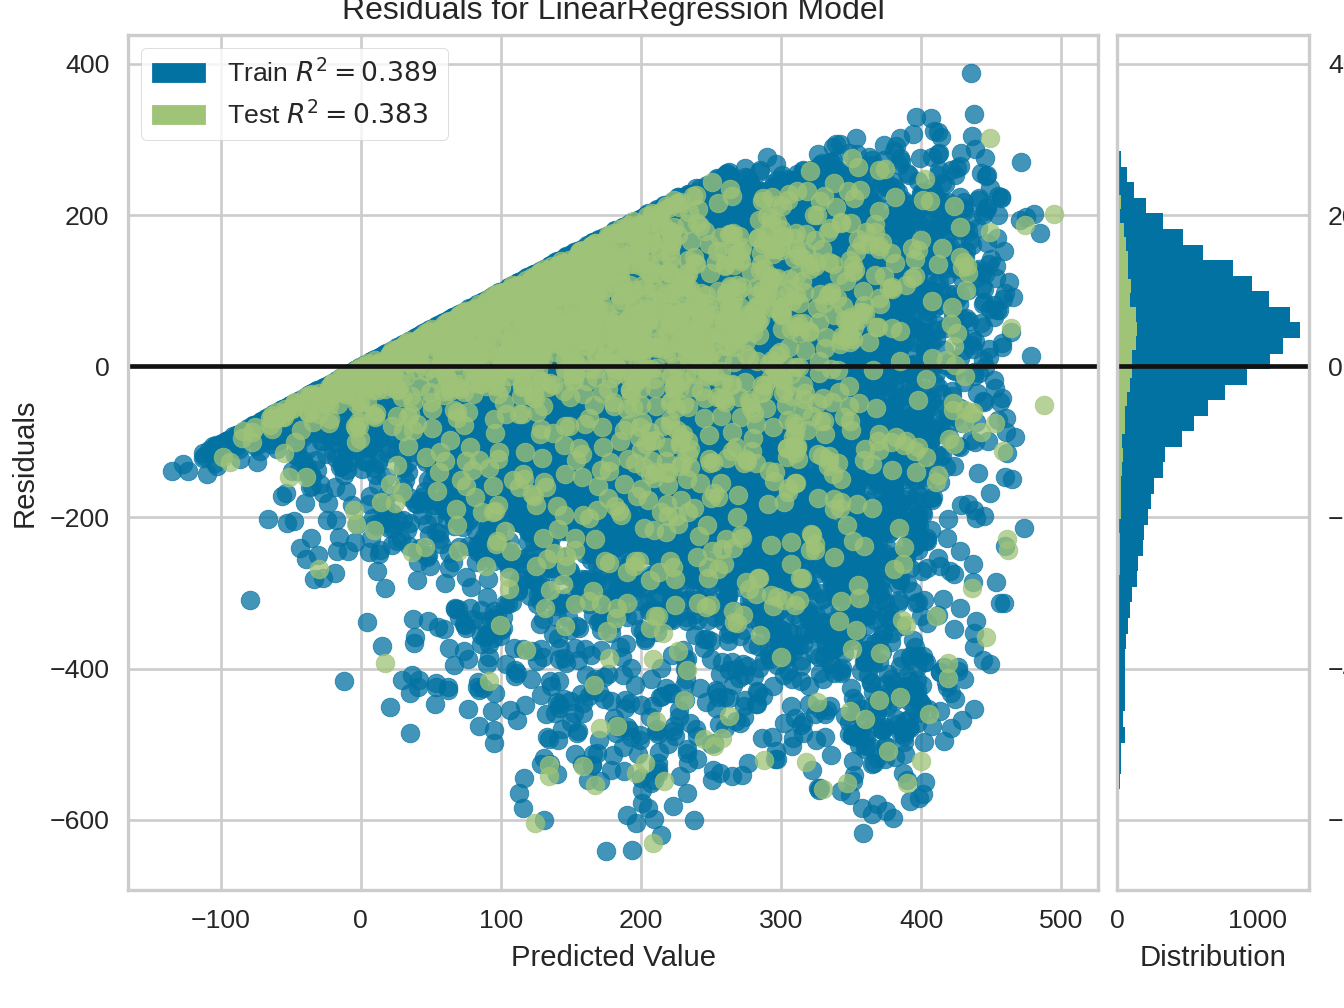 Residuals for LinearRegression Model
Train R² = 0.389
Test R² = 0.383
400
200
0
−200
−400
−600
Residuals
−100
0
100
200
300
400
500
Predicted Value
0
1000
Distribution
0